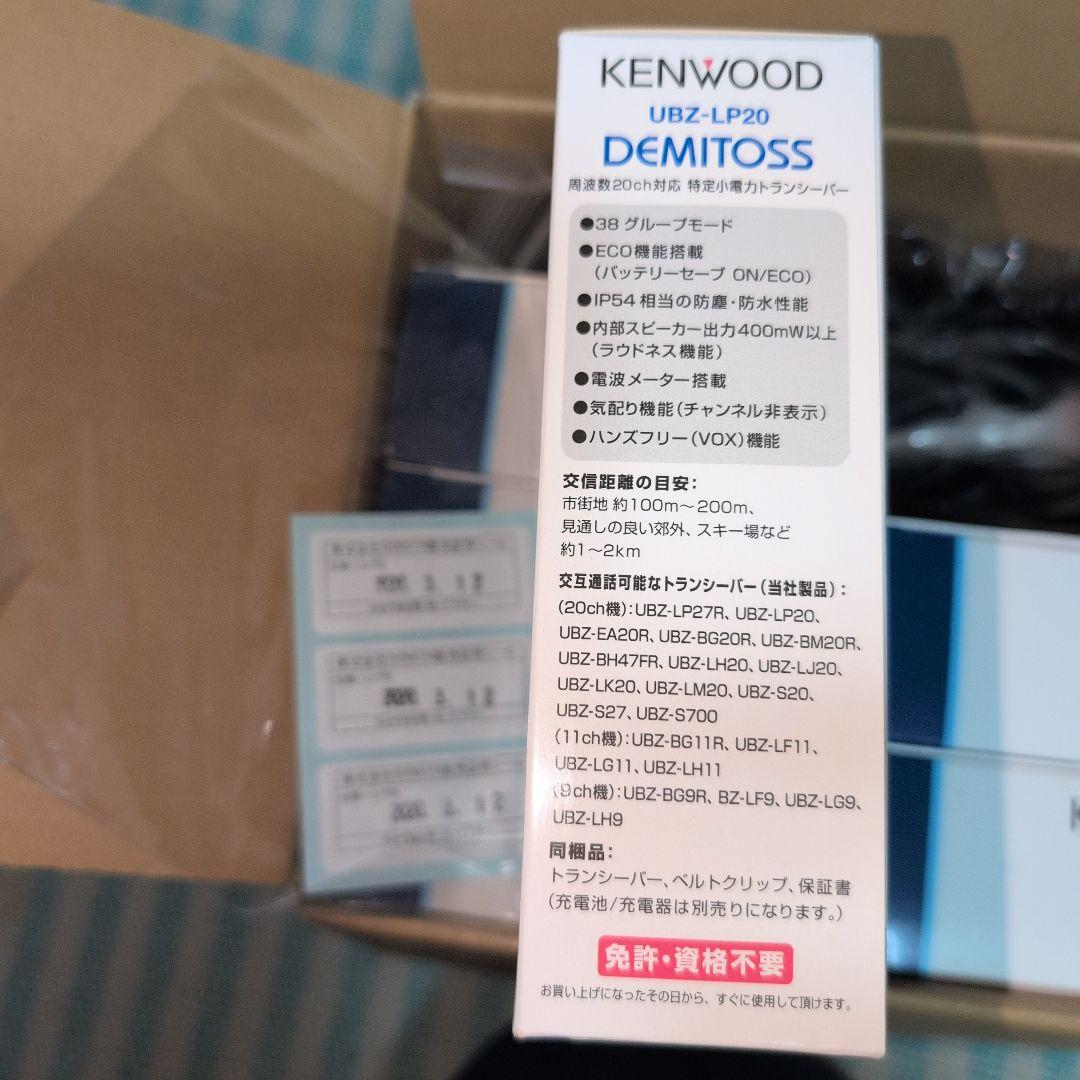 KENWOOD
UBZ-LP20
DEMITOSS
周波数20ch対応 特定小電力トランシーバー
●38 グループモード
●ECO機能搭載
(バッテリーセーブ ON/ECO)
●IP54 相当の防塵・防水性能
●内部スピーカー出力400mW以上
(ラウドネス機能)
●電波メーター搭載
●気配り機能(チャンネル非表示)
●ハンズフリー(VOX)機能
交信距離の目安:
市街地 約100m～200m、
見通しの良い郊外、スキー場など
約1～2km
交互通話可能なトランシーバー(当社製品):
(20ch機):UBZ-LP27R、UBZ-LP20、
UBZ-EA20R、UBZ-BG20R、UBZ-BM20R、
UBZ-BH47FR、UBZ-LH20、UBZ-LJ20、
UBZ-LK20、UBZ-LM20、UBZ-S20、
UBZ-S27、UBZ-S700
(11ch機):UBZ-BG11R、UBZ-LF11、
UBZ-LG11、UBZ-LH11
(9ch機):UBZ-BG9R、BZ-LF9、UBZ-LG9、
UBZ-LH9
同梱品:
トランシーバー、ベルトクリップ、保証書
(充電池/充電器は別売りになります。)
免許・資格不要
お買い上げになったその日から、すぐに使用して頂けます。
3.12
3.12
3.12